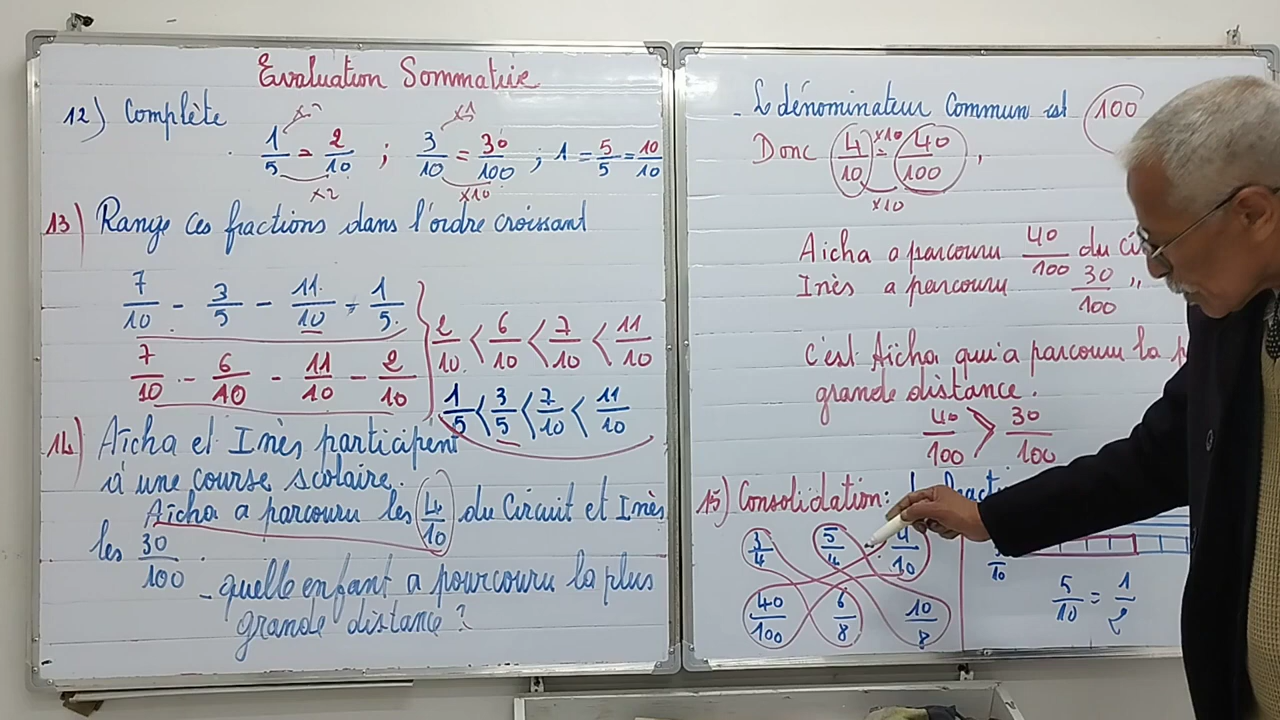 Evaluation Sommative
12) Complète
1/5 = 2/10 ; 3/10 = 30/100 ; 1 = 5/5 = 10/10
×2 ×10
13) Range ces fractions dans l'ordre croissant
7/10 - 3/5 - 11/10 - 1/5
7/10 - 6/10 - 11/10 - 2/10
2/10 < 6/10 < 7/10 < 11/10
1/5 < 3/5 < 7/10 < 11/10
14) Aïcha et Inès participent
à une course scolaire.
Aïcha a parcouru les 4/10 du Circuit et Inès
les 30/100.
- quelle enfant a pourcouru la plus
grande distance ?
- Le dénominateur Commun est 100
×10
Donc 4/10 = 40/100,
×10
Aicha a parcouru 40/100 du
Inès a parcouru 30/100 "
C'est Aïcha qui a parcouru la
grande distance.
40/100 > 30/100
15) Consolidation :
3/4 5/4 4/10
40/100 6/8 10/8
5/10 = 1/2